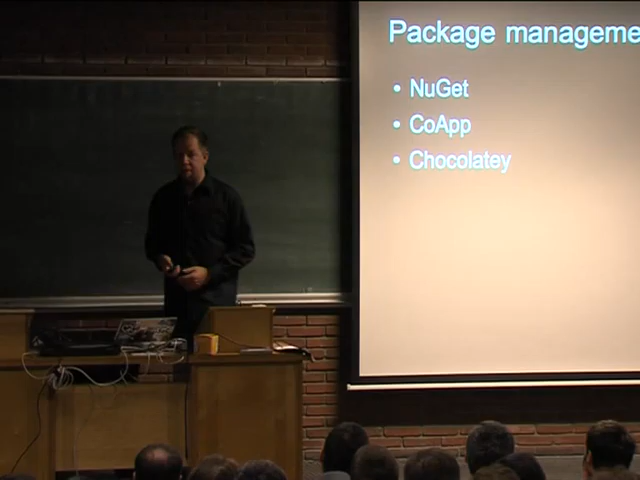 Package manageme
• NuGet
• CoApp
• Chocolatey